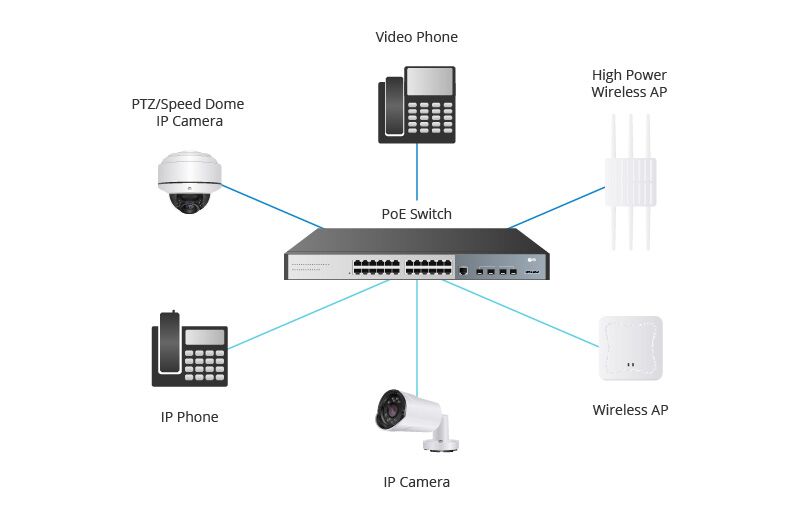 Video Phone
High Power
Wireless AP
PTZ/Speed Dome
IP Camera
PoE Switch
IP Phone
Wireless AP
IP Camera